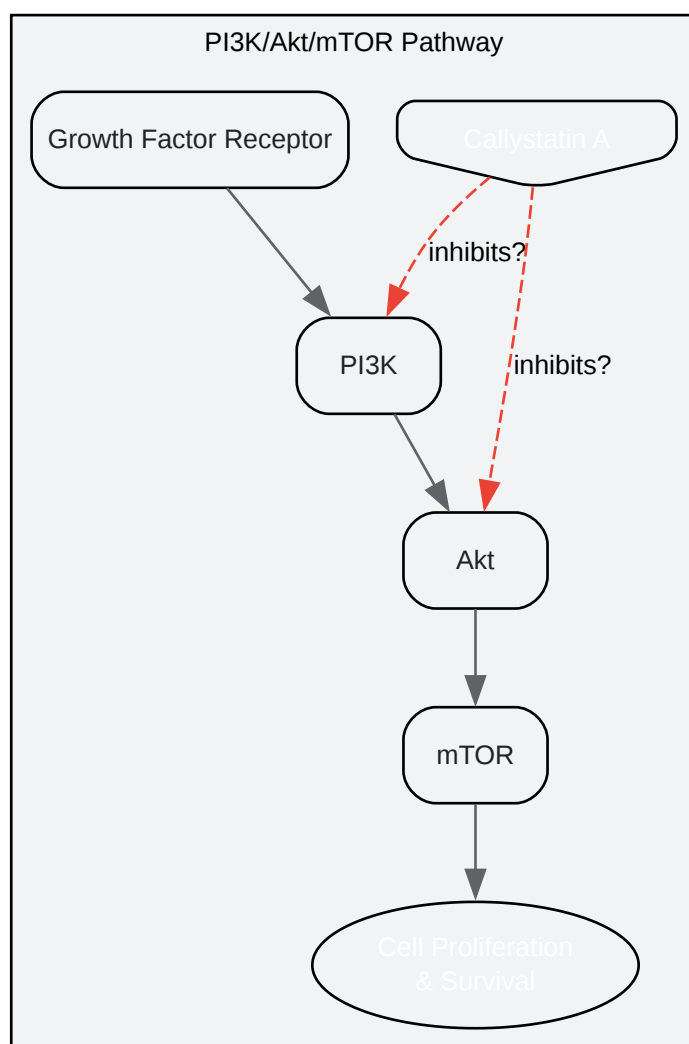 PI3K/Akt/mTOR Pathway
Growth Factor Receptor
Callystatin A
inhibits?
PI3K
inhibits?
Akt
mTOR
Cell Proliferation
& Survival